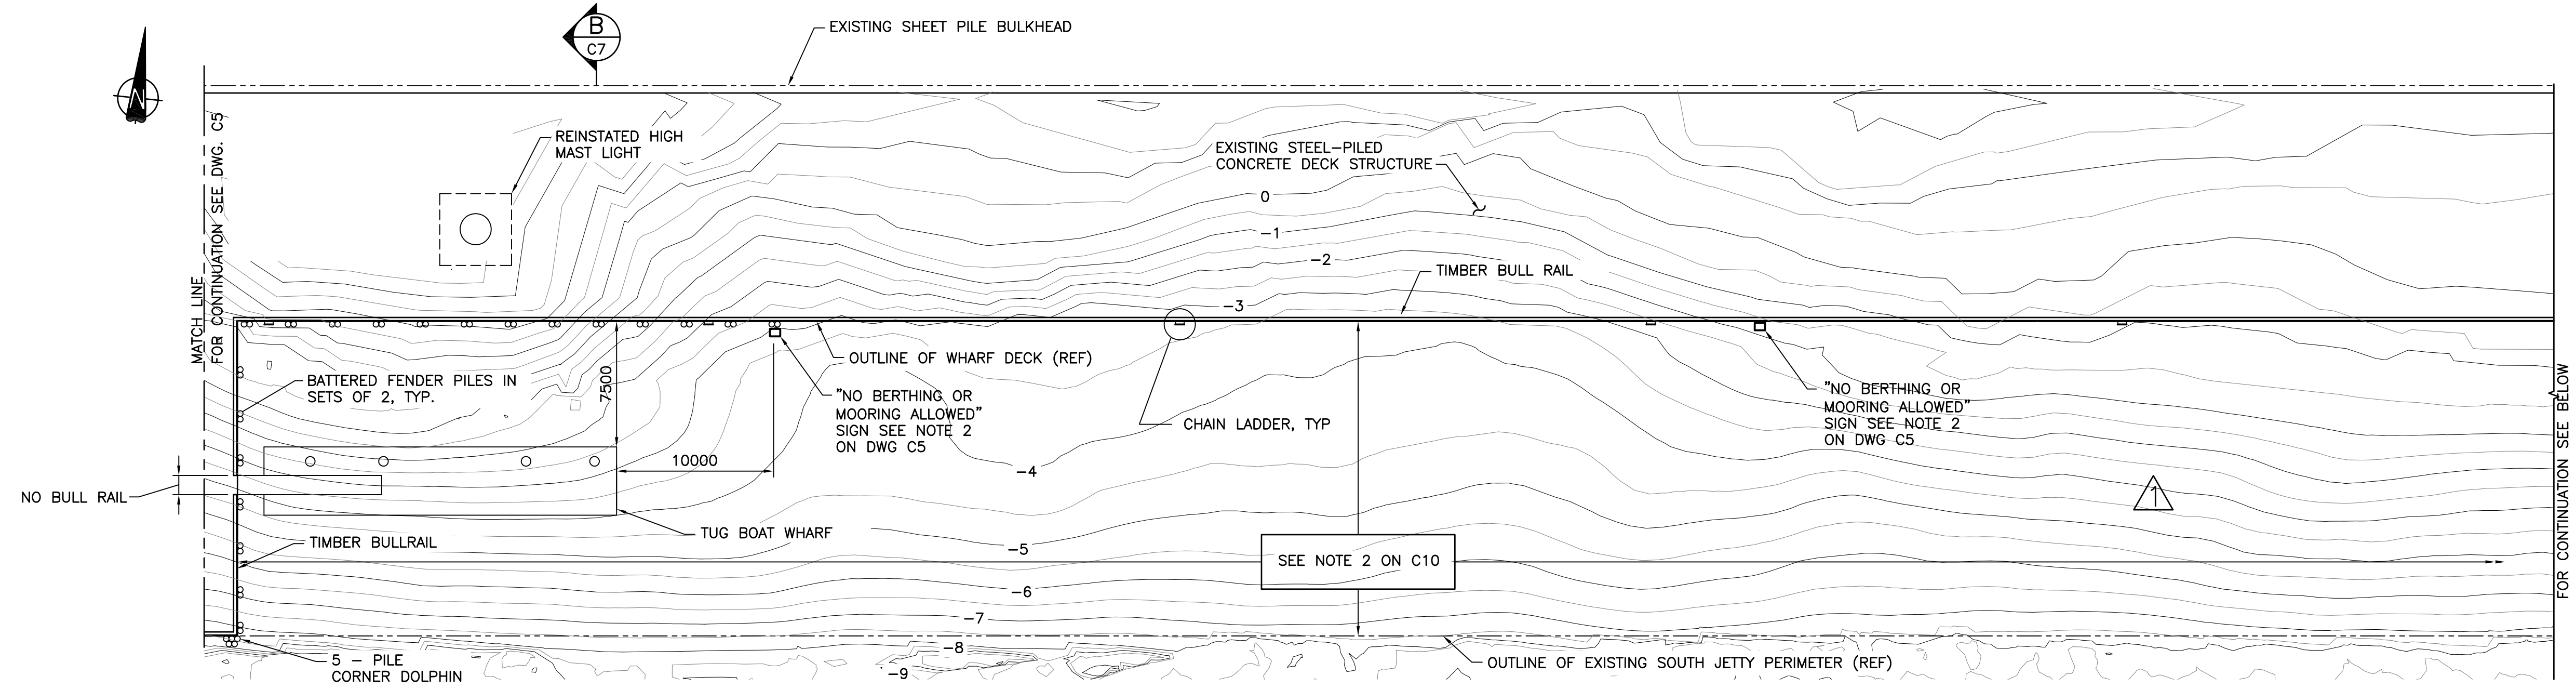 B
C7
EXISTING SHEET PILE BULKHEAD
N
REINSTATED HIGH
MAST LIGHT
EXISTING STEEL-PILED
CONCRETE DECK STRUCTURE
0
-1
-2
TIMBER BULL RAIL
-3
MATCH LINE
FOR CONTINUATION SEE DWG. C5
OUTLINE OF WHARF DECK (REF)
BATTERED FENDER PILES IN
SETS OF 2, TYP.
7500
"NO BERTHING OR
MOORING ALLOWED"
SIGN SEE NOTE 2
ON DWG C5
CHAIN LADDER, TYP
"NO BERTHING OR
MOORING ALLOWED"
SIGN SEE NOTE 2
ON DWG C5
10000
-4
NO BULL RAIL
1
TUG BOAT WHARF
TIMBER BULLRAIL
-5
SEE NOTE 2 ON C10
-6
-7
FOR CONTINUATION SEE BELOW
-8
5 - PILE
CORNER DOLPHIN
-9
OUTLINE OF EXISTING SOUTH JETTY PERIMETER (REF)